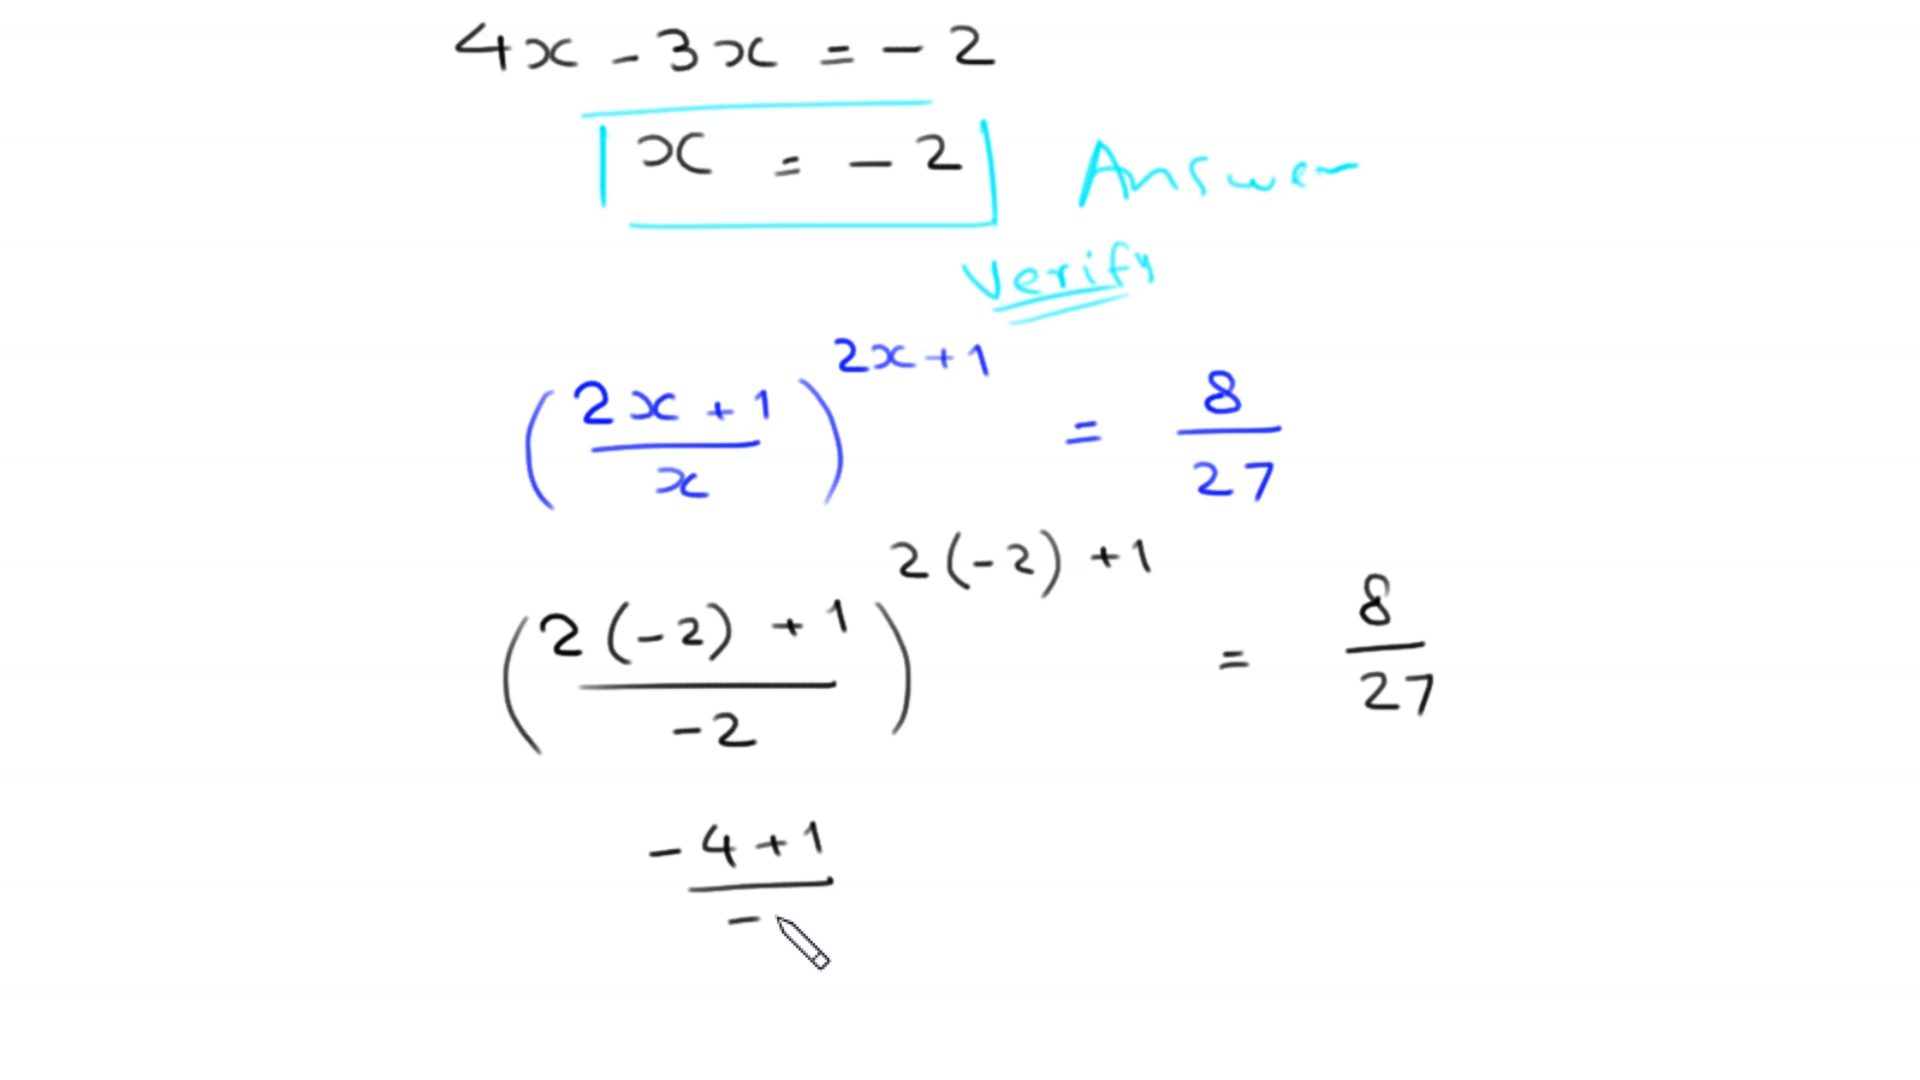 4x - 3x = -2
x = -2 Answer
Verify
((2x+1)/x)^(2x+1) = 8/27
((2(-2)+1)/-2)^(2(-2)+1) = 8/27
(-4+1)/-